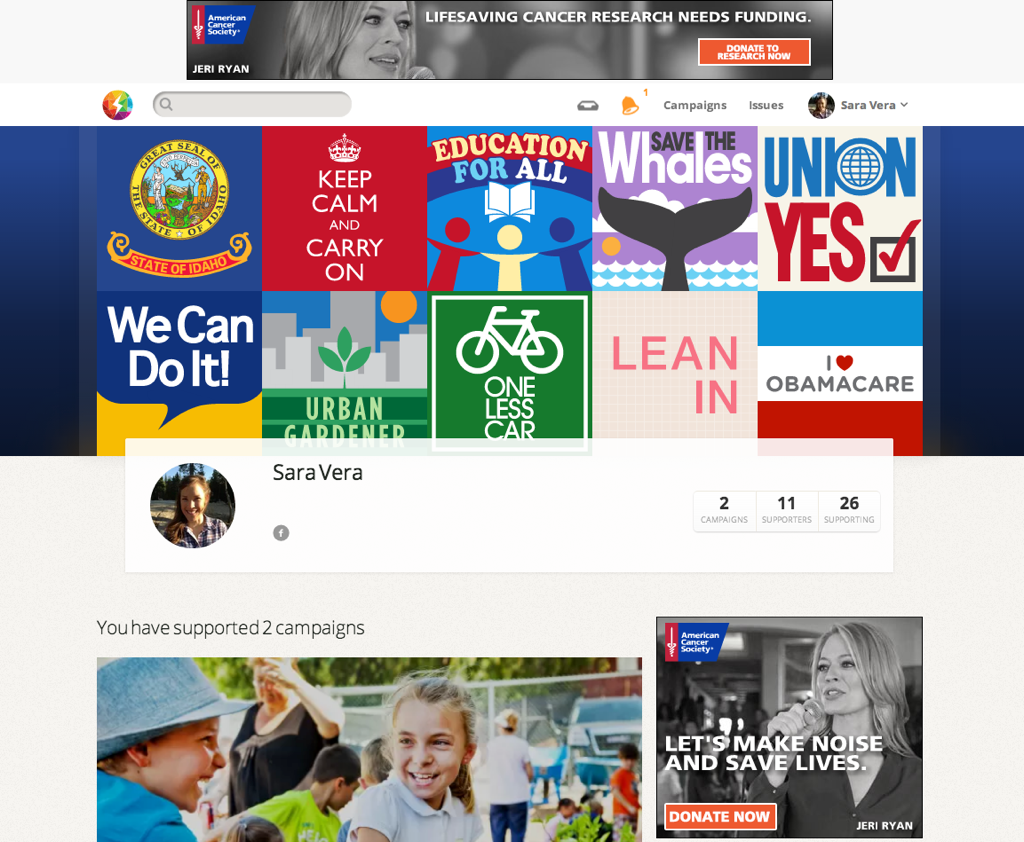 American
Cancer
Society®
LIFESAVING CANCER RESEARCH NEEDS FUNDING.
DONATE TO
RESEARCH NOW
JERI RYAN
1
Campaigns
Issues
Sara Vera
GREAT SEAL OF
THE STATE OF IDAHO
STATE OF IDAHO
KEEP
CALM
AND
CARRY
ON
EDUCATION
FOR ALL
SAVE THE
Whales
UNION
YES
We Can
Do It!
URBAN
GARDENER
ONE
LESS
CAR
LEAN
IN
I
OBAMACARE
Sara Vera
f
2
CAMPAIGNS
11
SUPPORTERS
26
SUPPORTING
You have supported 2 campaigns
American
Cancer
Society®
LET'S MAKE NOISE
AND SAVE LIVES.
DONATE NOW
JERI RYAN